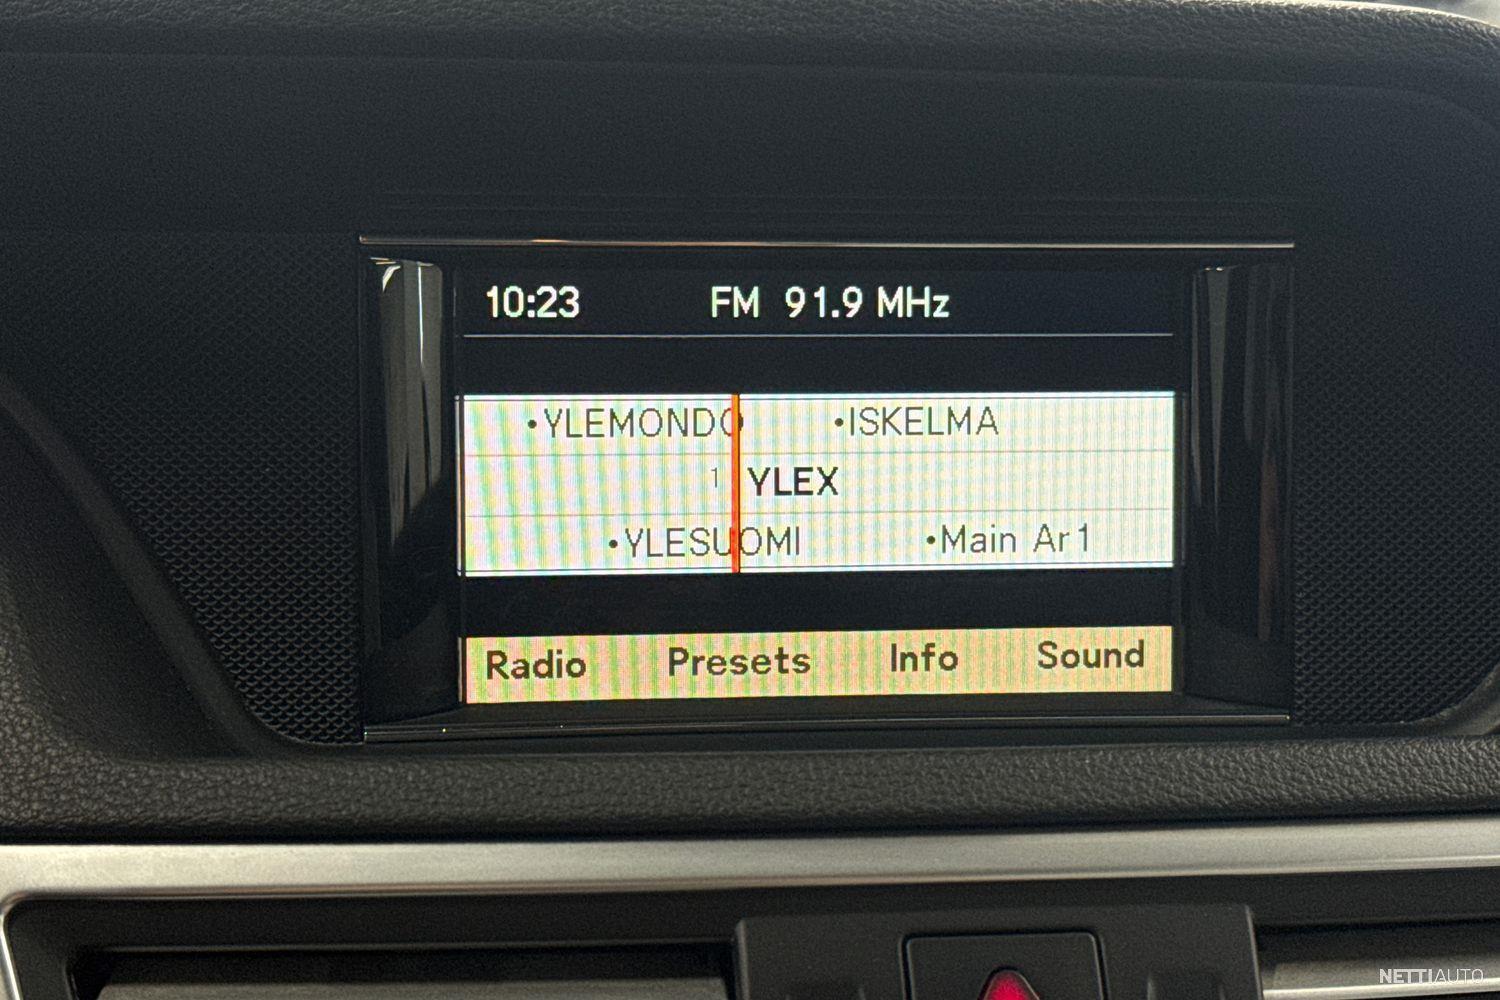 10:23 FM 91.9 MHz
•YLEMONDO •ISKELMA
1 YLEX
•YLESUOMI •Main Ar1
Radio Presets Info Sound
NETTIAUTO